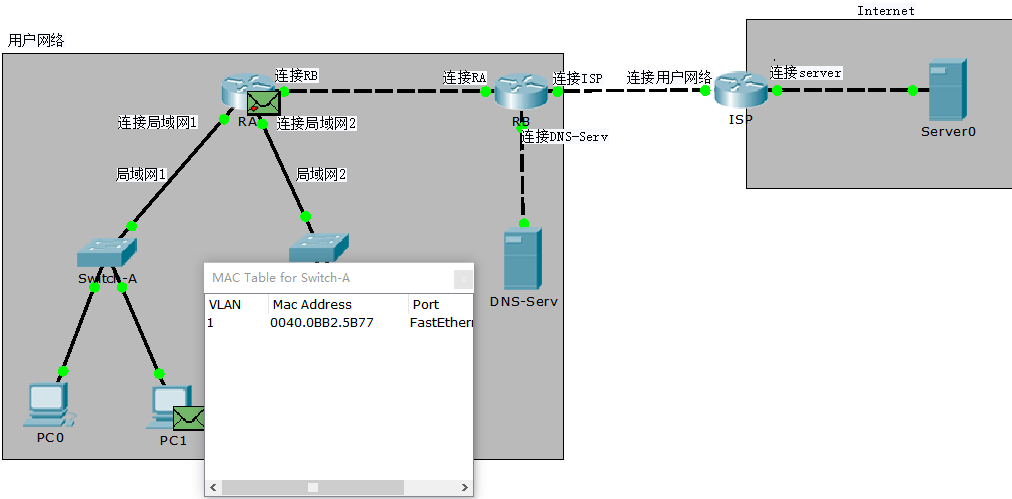 Internet
用户网络
连接RB
连接RA
连接ISP
连接用户网络
连接server
RA
RB
ISP
Server0
连接局域网1
连接局域网2
连接DNS-Serv
局域网1
局域网2
Switch-A
DNS-Serv
MAC Table for Switch-A
VLAN Mac Address Port
1 0040.0BB2.5B77 FastEthern
PC0
PC1